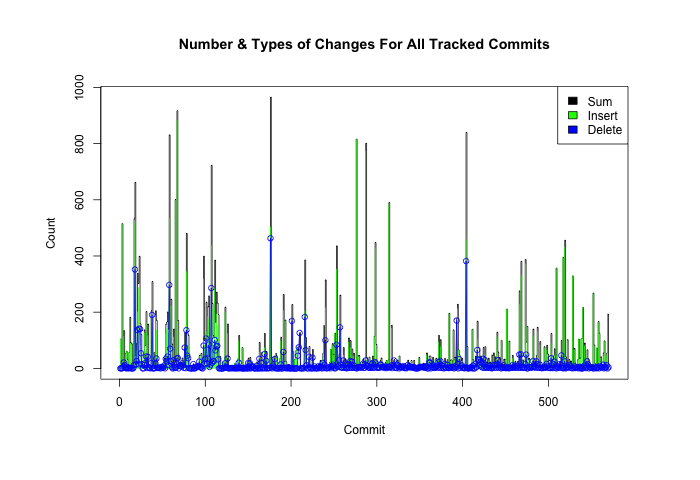 Number & Types of Changes For All Tracked Commits
Count
1000
800
600
400
200
0
Sum
Insert
Delete
0 100 200 300 400 500
Commit